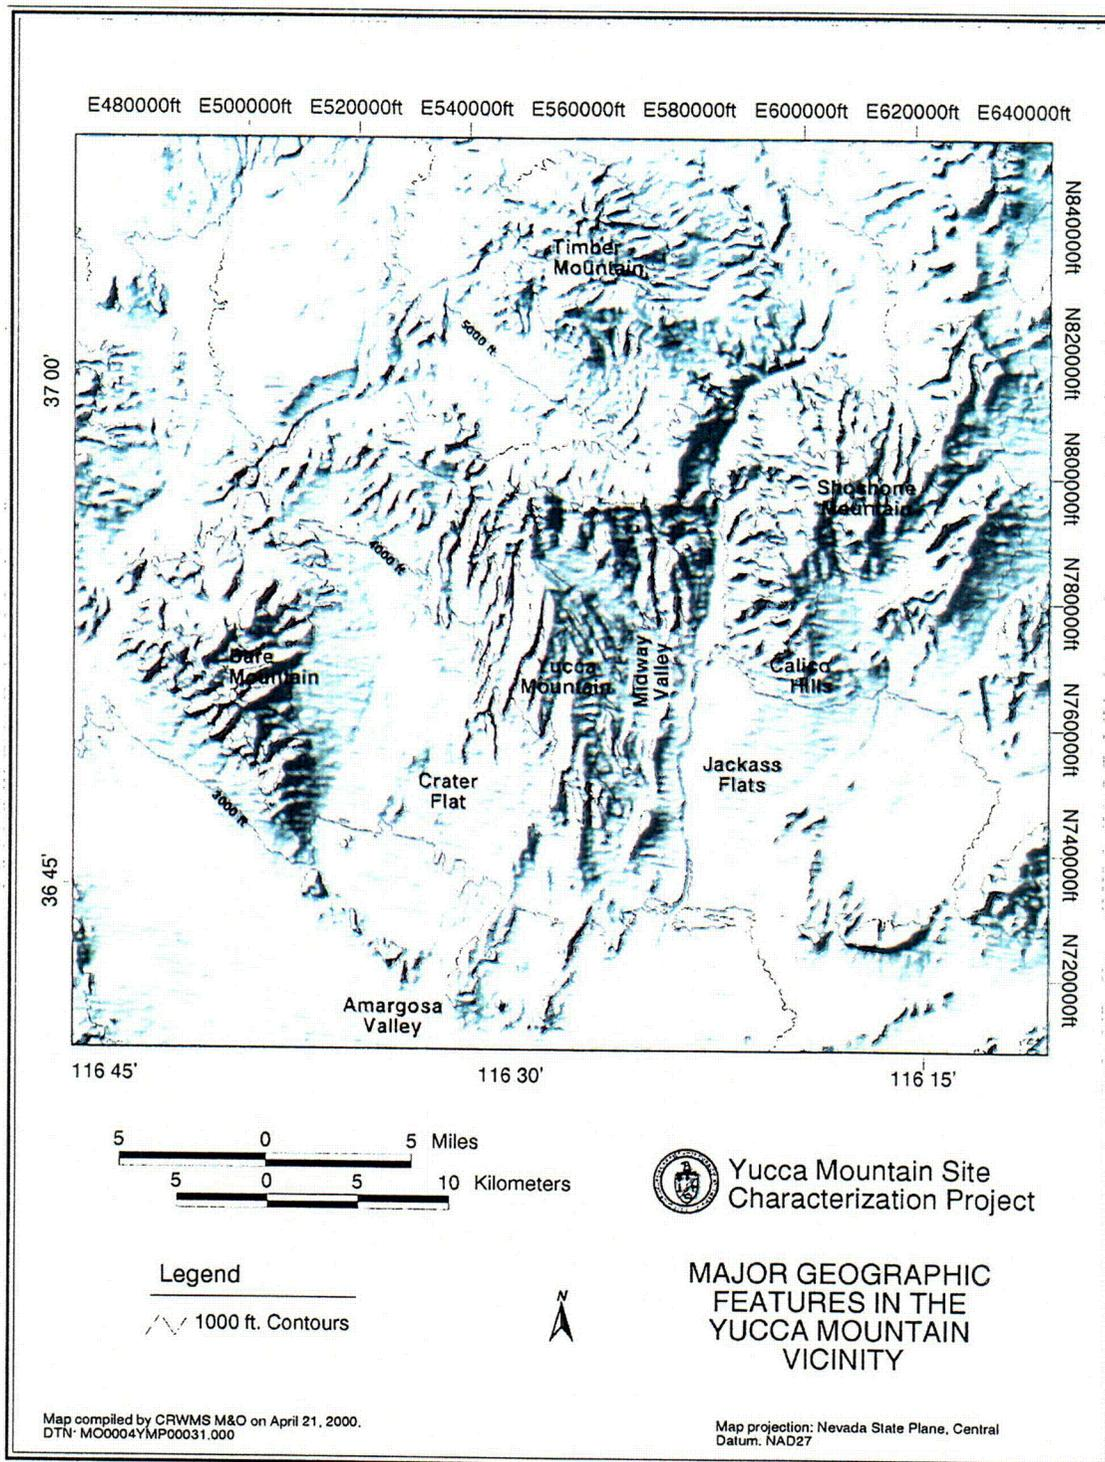 E480000ft E500000ft E520000ft E540000ft E560000ft E580000ft E600000ft E620000ft E640000ft
N840000ft
N820000ft
N800000ft
N780000ft
N760000ft
N740000ft
N720000ft
37 00'
36 45'
Timber
Mountain
5000 ft
Shoshone
Mountain
4000 ft
Bare
Mountain
Yucca
Mountain
Midway
Valley
Calico
Hills
Crater
Flat
Jackass
Flats
3000 ft
Amargosa
Valley
116 45' 116 30' 116 15'
5 0 5 Miles
5 0 5 10 Kilometers
Yucca Mountain Site
Characterization Project
Legend
1000 ft. Contours
N
MAJOR GEOGRAPHIC
FEATURES IN THE
YUCCA MOUNTAIN
VICINITY
Map compiled by CRWMS M&O on April 21, 2000.
DTN· MO0004YMP00031.000
Map projection: Nevada State Plane, Central
Datum. NAD27